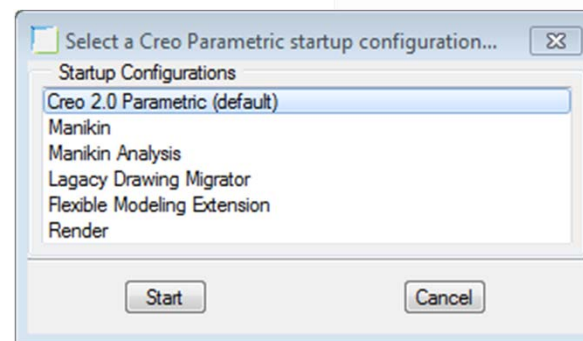 Select a Creo Parametric startup configuration...
Startup Configurations
Creo 2.0 Parametric (default)
Manikin
Manikin Analysis
Lagacy Drawing Migrator
Flexible Modeling Extension
Render
Start Cancel